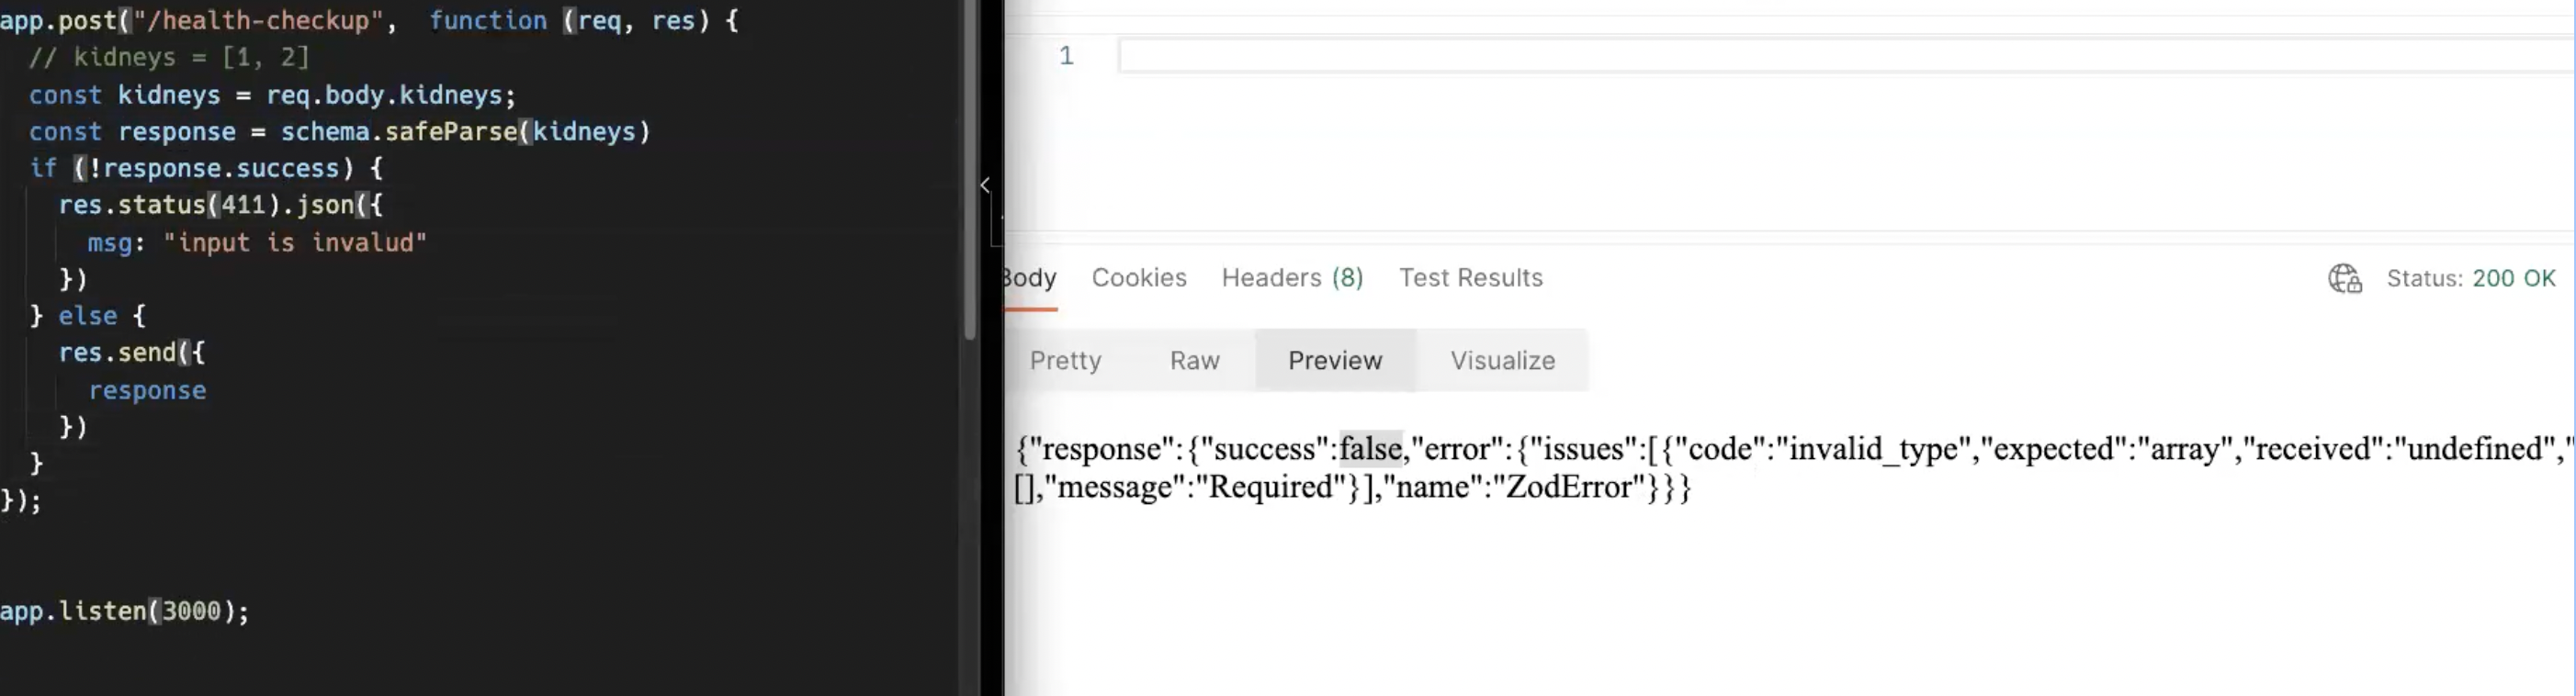 app.post("/health-checkup",  function (req, res) {
  // kidneys = [1, 2]
  const kidneys = req.body.kidneys;
  const response = schema.safeParse(kidneys)
  if (!response.success) {
    res.status(411).json({
      msg: "input is invalud"
    })
  } else {
    res.send({
      response
    })
  }
});
app.listen(3000);
1
Body Cookies Headers (8) Test Results Status: 200 OK
Pretty Raw Preview Visualize
{"response":{"success":false,"error":{"issues":[{"code":"invalid_type","expected":"array","received":"undefined","
[],"message":"Required"}],"name":"ZodError"}}}